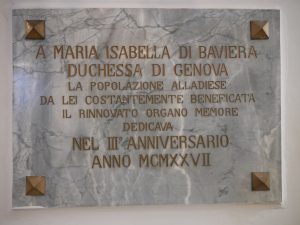 A MARIA ISABELLA DI BAVIERA
DUCHESSA DI GENOVA
LA POPOLAZIONE ALLADIESE
DA LEI COSTANTEMENTE BENEFICATA
IL RINNOVATO ORGANO MEMORE
DEDICAVA
NEL III° ANNIVERSARIO
ANNO MCMXXVII